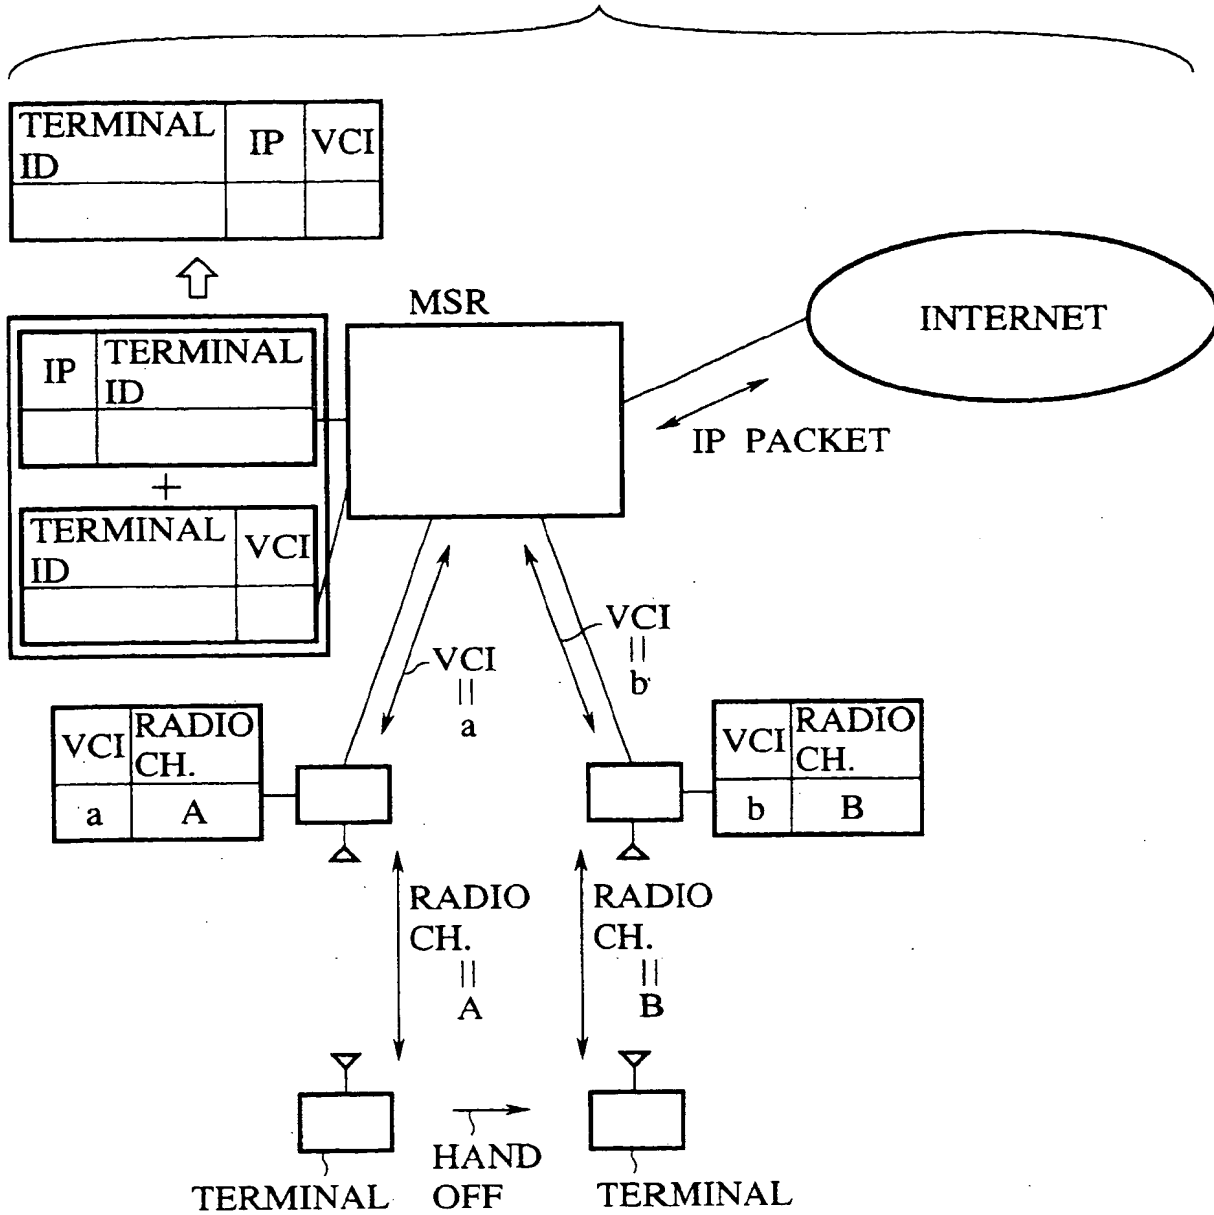 TERMINAL
ID
IP
VCI
MSR
INTERNET
IP
TERMINAL
ID
IP PACKET
+
TERMINAL
ID
VCI
VCI
=
a
VCI
=
b
VCI
RADIO
CH.
a
A
VCI
RADIO
CH.
b
B
RADIO
CH.
=
A
RADIO
CH.
=
B
HAND
OFF
TERMINAL
TERMINAL